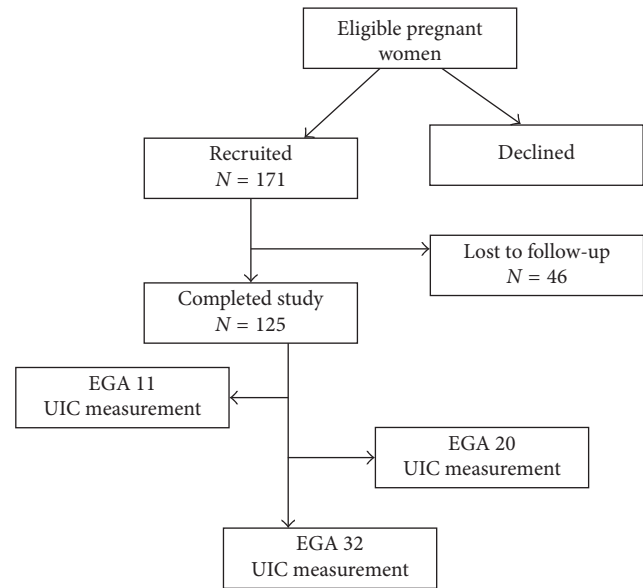 Eligible pregnant
women
Recruited
N = 171
Declined
Lost to follow-up
N = 46
Completed study
N = 125
EGA 11
UIC measurement
EGA 20
UIC measurement
EGA 32
UIC measurement